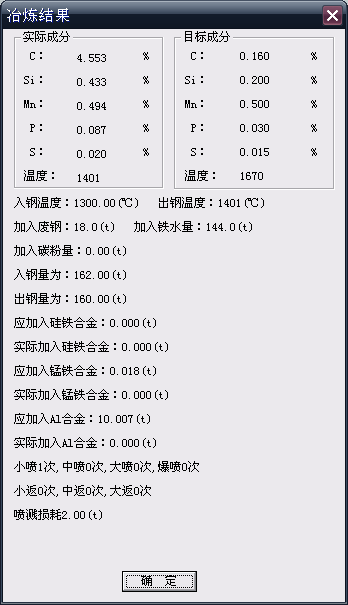 冶炼结果
实际成分
C： 4.553 %
Si： 0.433 %
Mn： 0.494 %
P： 0.087 %
S： 0.020 %
温度： 1401
目标成分
C： 0.160 %
Si： 0.200 %
Mn： 0.500 %
P： 0.030 %
S： 0.015 %
温度： 1670
入钢温度：1300.00(℃) 出钢温度：1401(℃)
加入废钢：18.0(t) 加入铁水量：144.0(t)
加入碳粉量：0.00(t)
入钢量为：162.00(t)
出钢量为：160.00(t)
应加入硅铁合金：0.000(t)
实际加入硅铁合金：0.000(t)
应加入锰铁合金：0.018(t)
实际加入锰铁合金：0.000(t)
应加入Al合金：10.007(t)
实际加入Al合金：0.000(t)
小喷1次,中喷0次,大喷0次,爆喷0次
小返0次,中返0次,大返0次
喷溅损耗2.00(t)
确 定